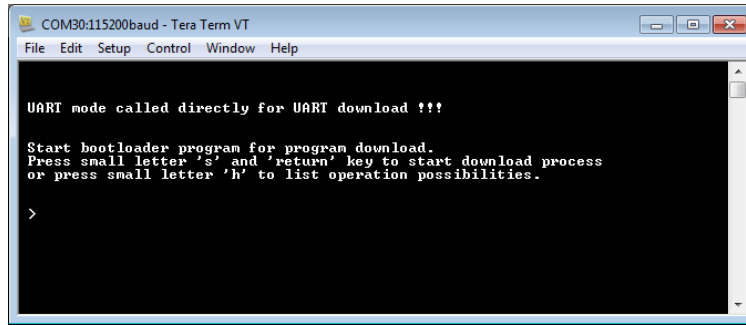 COM30:115200baud - Tera Term VT
File Edit Setup Control Window Help
UART mode called directly for UART download !!!
Start bootloader program for program download.
Press small letter 's' and 'return' key to start download process
or press small letter 'h' to list operation possibilities.
>